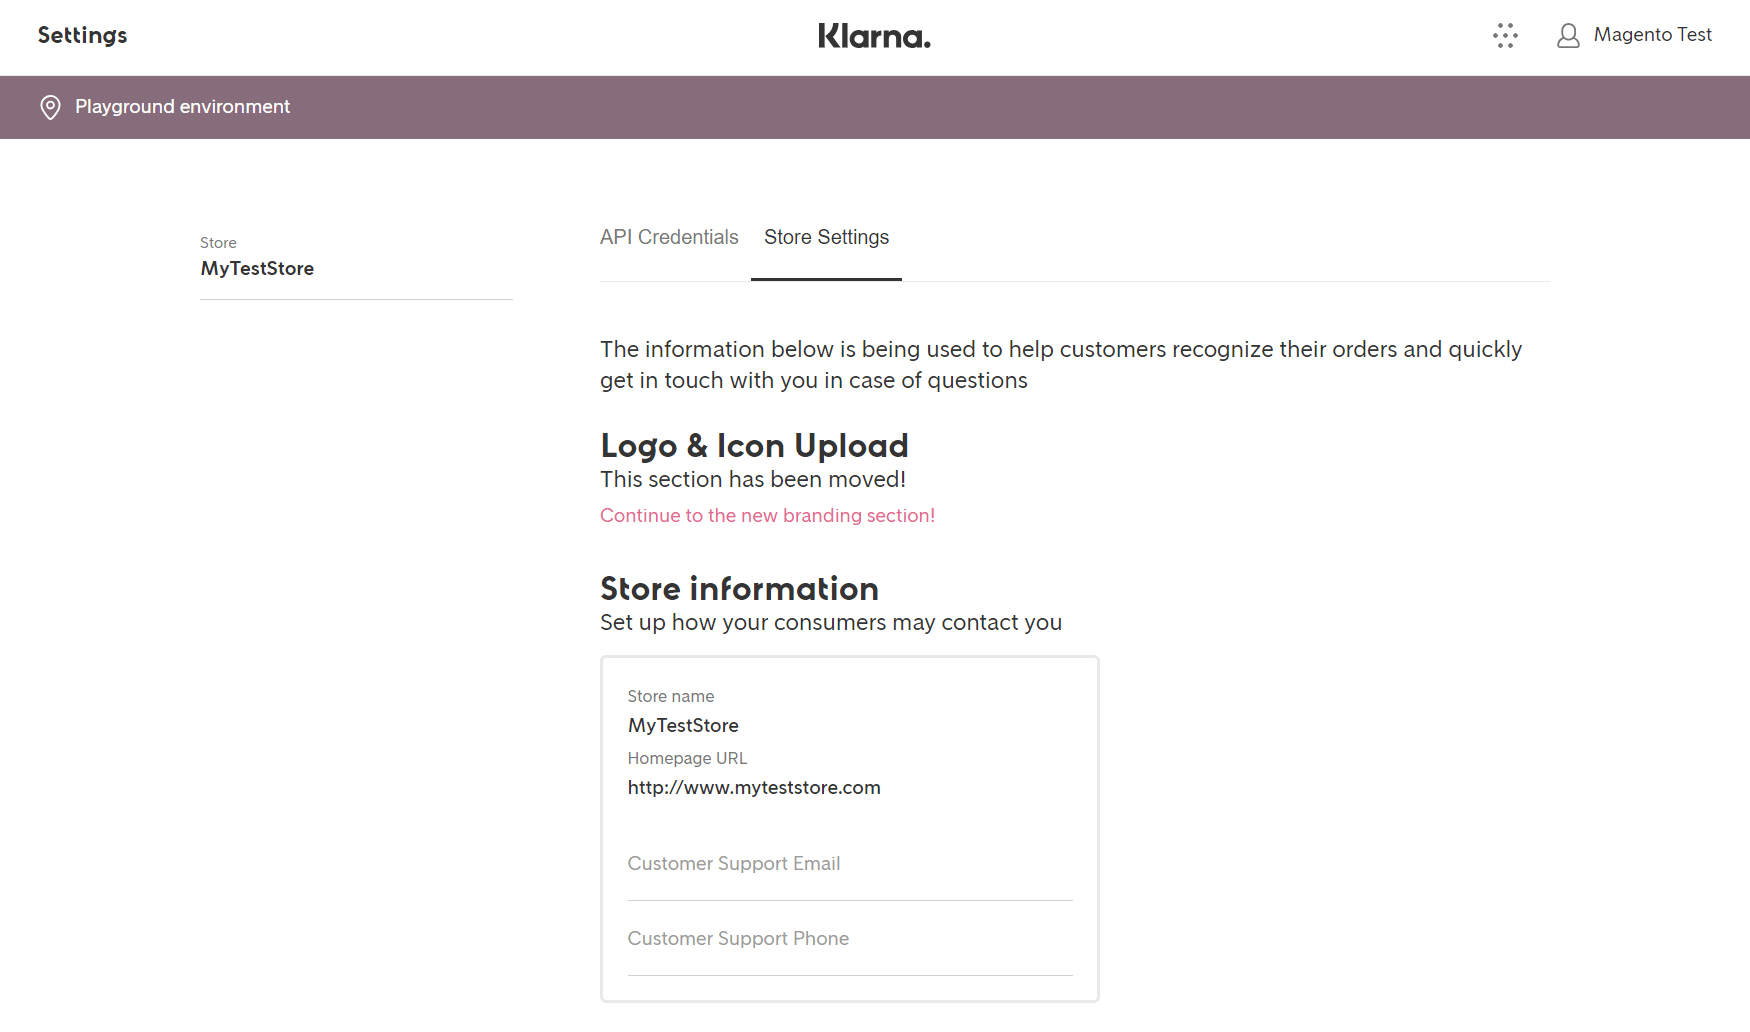 Settings
Klarna.
Magento Test
Playground environment
Store
MyTestStore
API Credentials
Store Settings
The information below is being used to help customers recognize their orders and quickly
get in touch with you in case of questions
Logo & Icon Upload
This section has been moved!
Continue to the new branding section!
Store information
Set up how your consumers may contact you
Store name
MyTestStore
Homepage URL
http://www.myteststore.com
Customer Support Email
Customer Support Phone